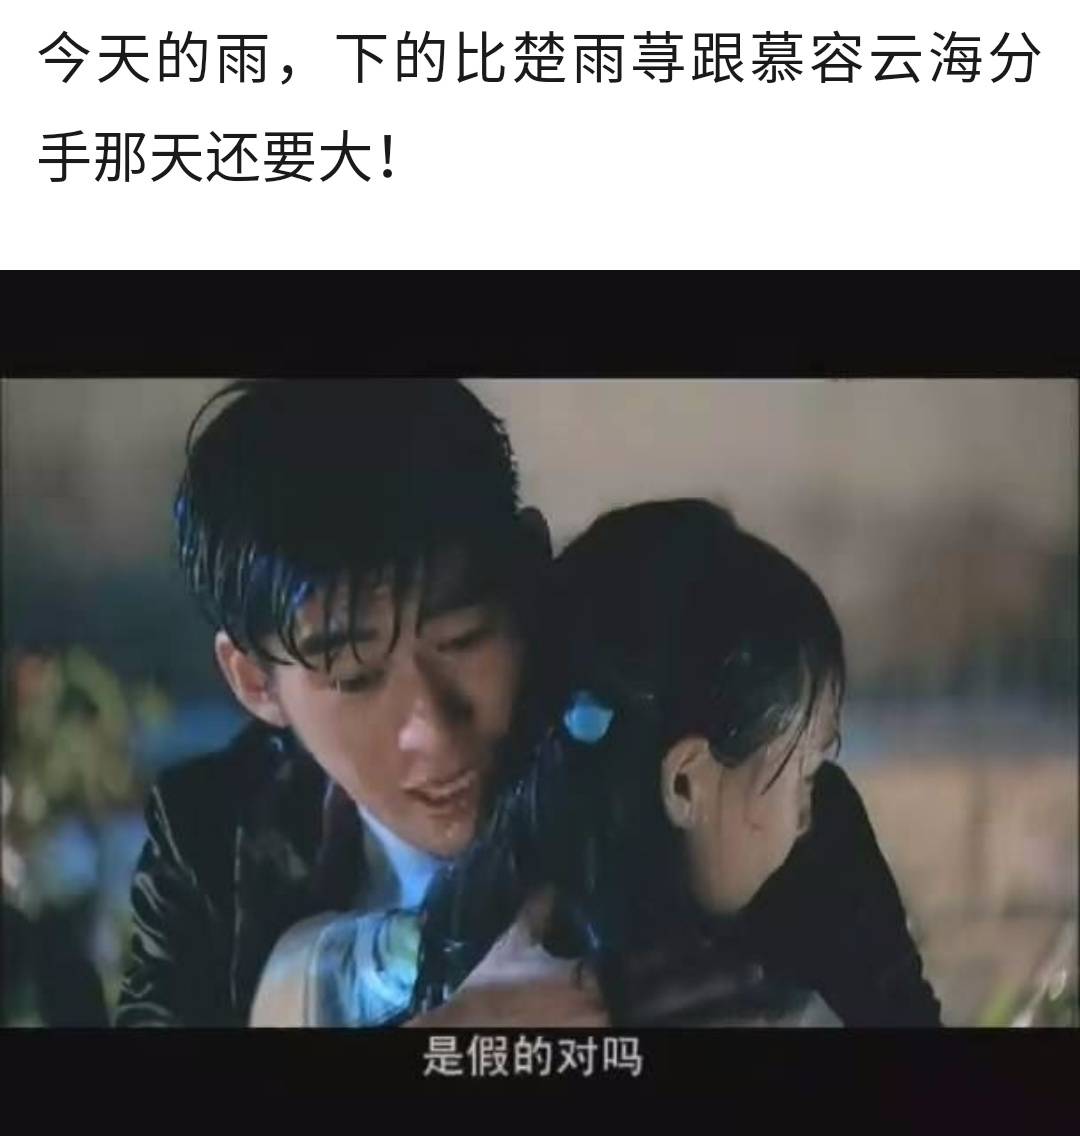 今天的雨，下的比楚雨荨跟慕容云海分
手那天还要大！
是假的对吗